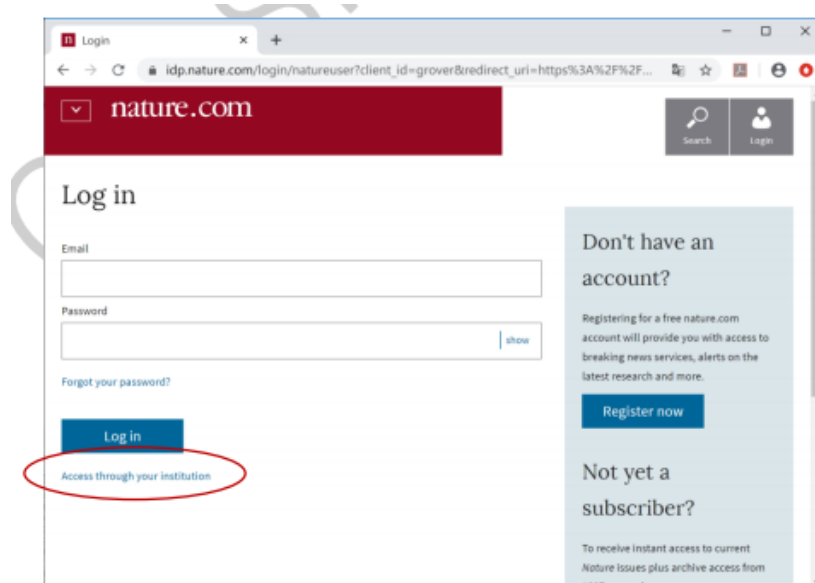 n Login × +
idp.nature.com/login/natureuser?client_id=grover&redirect_uri=https%3A%2F%2F...
nature.com
Search
Login
Log in
Email
Password
show
Forgot your password?
Log in
Access through your institution
Don't have an
account?
Registering for a free nature.com
account will provide you with access to
breaking news services, alerts on the
latest research and more.
Register now
Not yet a
subscriber?
To receive instant access to current
Nature issues plus archive access from